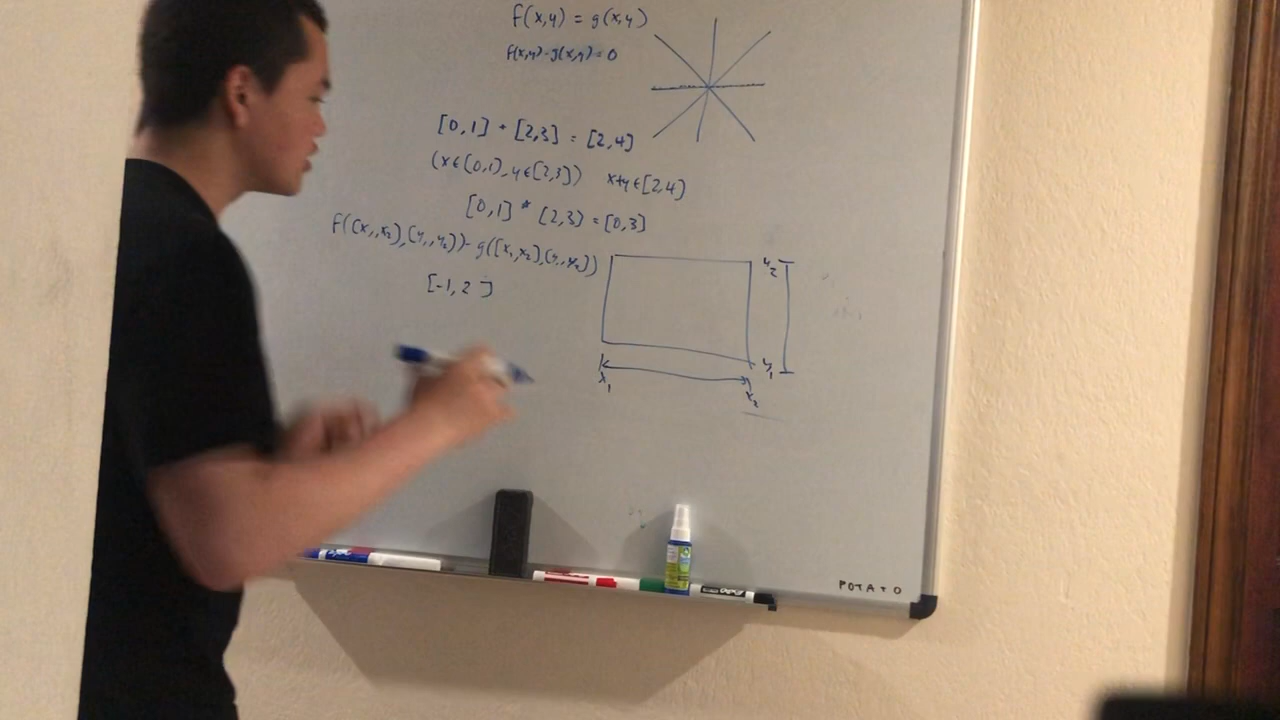 f(x,y) = g(x,y)
f(x,y)-g(x,y)=0
[0,1] + [2,3] = [2,4]
(x∈[0,1),y∈[2,3]) x+y∈[2,4)
[0,1] * [2,3) = [0,3]
f([x₁,x₂],[y₁,y₂])-g([x₁,x₂],[y₁,y₂])
[-1,2]
y₂
y₁
x₁
x₂
EXPO
POTATO